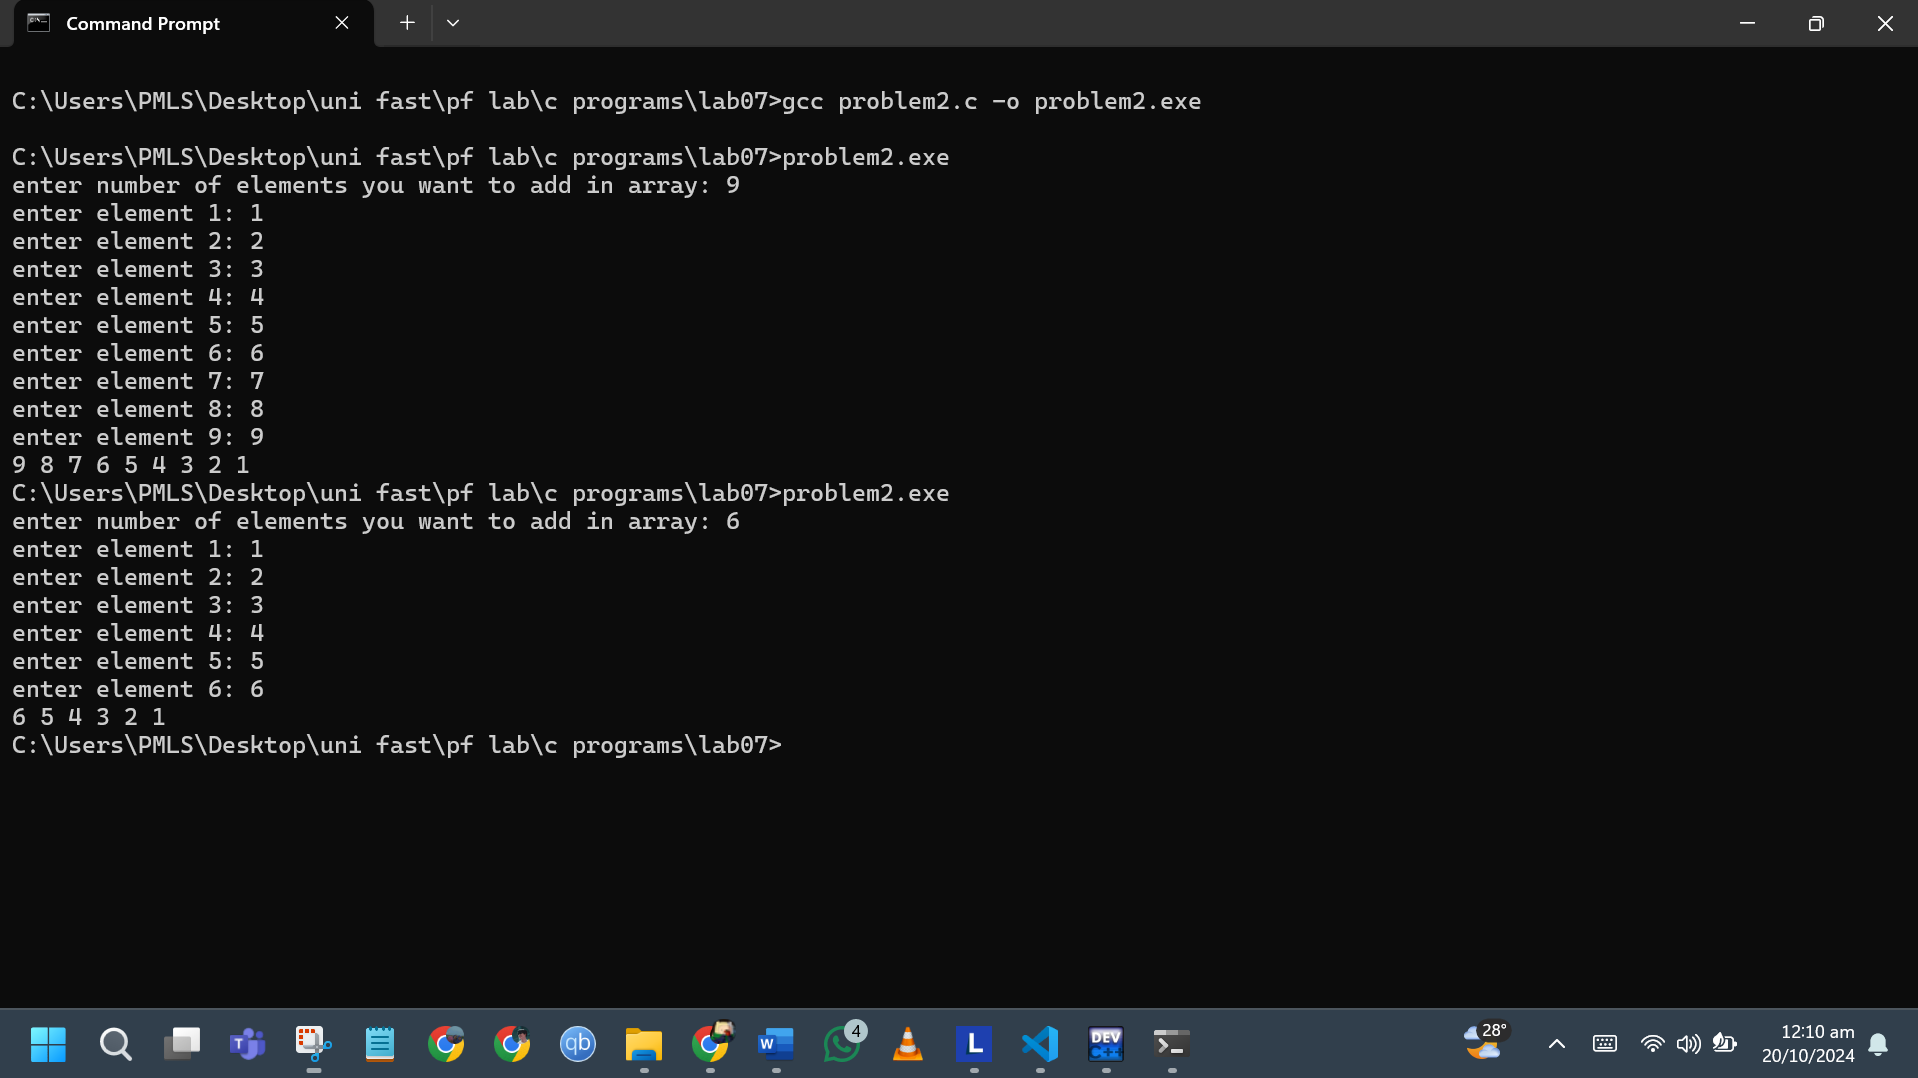 Command Prompt
C:\Users\PMLS\Desktop\uni fast\pf lab\c programs\lab07>gcc problem2.c -o problem2.exe
C:\Users\PMLS\Desktop\uni fast\pf lab\c programs\lab07>problem2.exe
enter number of elements you want to add in array: 9
enter element 1: 1
enter element 2: 2
enter element 3: 3
enter element 4: 4
enter element 5: 5
enter element 6: 6
enter element 7: 7
enter element 8: 8
enter element 9: 9
9 8 7 6 5 4 3 2 1
C:\Users\PMLS\Desktop\uni fast\pf lab\c programs\lab07>problem2.exe
enter number of elements you want to add in array: 6
enter element 1: 1
enter element 2: 2
enter element 3: 3
enter element 4: 4
enter element 5: 5
enter element 6: 6
6 5 4 3 2 1
C:\Users\PMLS\Desktop\uni fast\pf lab\c programs\lab07>
T
qb
W
4
L
DEV
C++
28°
12:10 am
20/10/2024